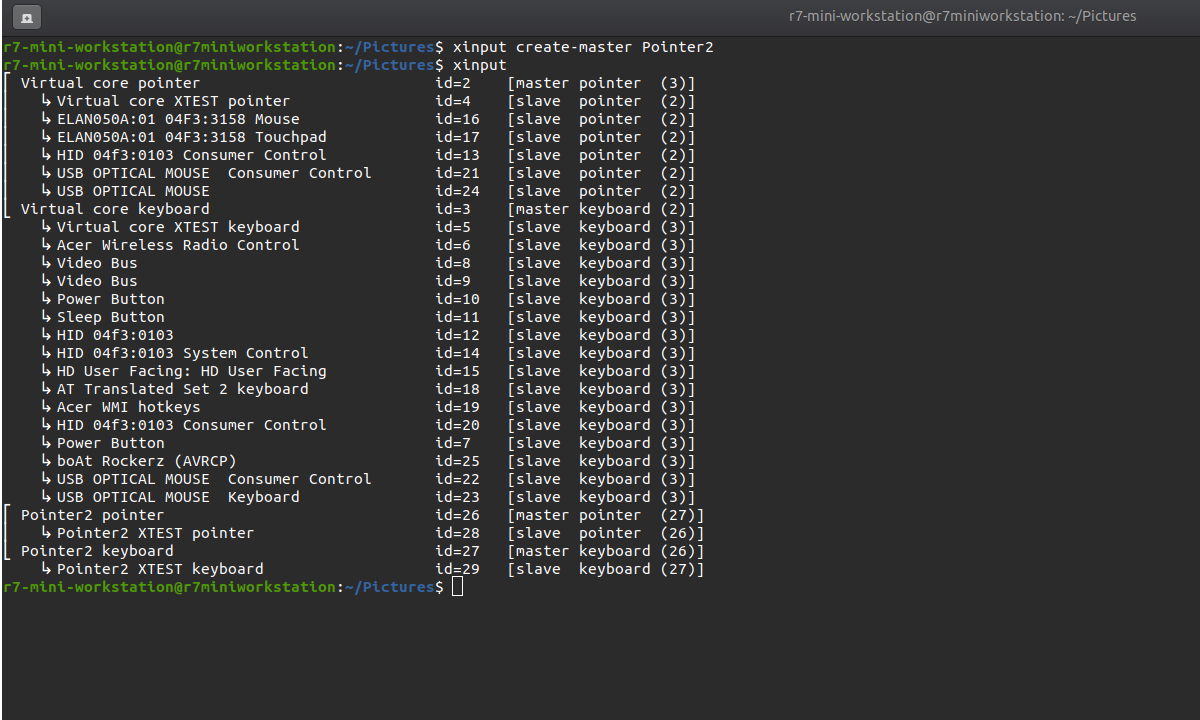 r7-mini-workstation@r7miniworkstation: ~/Pictures
r7-mini-workstation@r7miniworkstation:~/Pictures$ xinput create-master Pointer2
r7-mini-workstation@r7miniworkstation:~/Pictures$ xinput
⎡ Virtual core pointer id=2 [master pointer (3)]
⎜ ↳ Virtual core XTEST pointer id=4 [slave pointer (2)]
⎜ ↳ ELAN050A:01 04F3:3158 Mouse id=16 [slave pointer (2)]
⎜ ↳ ELAN050A:01 04F3:3158 Touchpad id=17 [slave pointer (2)]
⎜ ↳ HID 04f3:0103 Consumer Control id=13 [slave pointer (2)]
⎜ ↳ USB OPTICAL MOUSE  Consumer Control id=21 [slave pointer (2)]
⎜ ↳ USB OPTICAL MOUSE id=24 [slave pointer (2)]
⎣ Virtual core keyboard id=3 [master keyboard (2)]
↳ Virtual core XTEST keyboard id=5 [slave keyboard (3)]
↳ Acer Wireless Radio Control id=6 [slave keyboard (3)]
↳ Video Bus id=8 [slave keyboard (3)]
↳ Video Bus id=9 [slave keyboard (3)]
↳ Power Button id=10 [slave keyboard (3)]
↳ Sleep Button id=11 [slave keyboard (3)]
↳ HID 04f3:0103 id=12 [slave keyboard (3)]
↳ HID 04f3:0103 System Control id=14 [slave keyboard (3)]
↳ HD User Facing: HD User Facing id=15 [slave keyboard (3)]
↳ AT Translated Set 2 keyboard id=18 [slave keyboard (3)]
↳ Acer WMI hotkeys id=19 [slave keyboard (3)]
↳ HID 04f3:0103 Consumer Control id=20 [slave keyboard (3)]
↳ Power Button id=7 [slave keyboard (3)]
↳ boAt Rockerz (AVRCP) id=25 [slave keyboard (3)]
↳ USB OPTICAL MOUSE  Consumer Control id=22 [slave keyboard (3)]
↳ USB OPTICAL MOUSE  Keyboard id=23 [slave keyboard (3)]
⎡ Pointer2 pointer id=26 [master pointer (27)]
⎜ ↳ Pointer2 XTEST pointer id=28 [slave pointer (26)]
⎣ Pointer2 keyboard id=27 [master keyboard (26)]
↳ Pointer2 XTEST keyboard id=29 [slave keyboard (27)]
r7-mini-workstation@r7miniworkstation:~/Pictures$